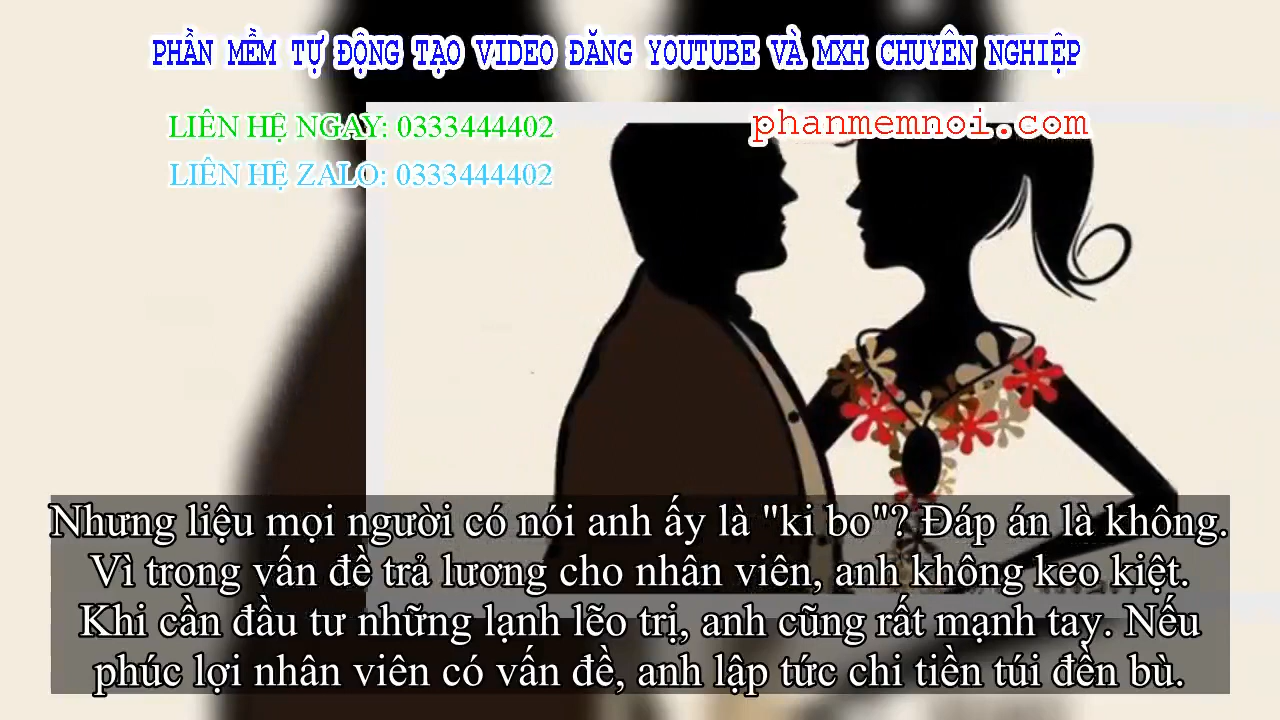 PHẦN MỀM TỰ ĐỘNG TẠO VIDEO ĐĂNG YOUTUBE VÀ MXH CHUYÊN NGHIỆP
LIÊN HỆ NGAY: 0333444402
phanmemnoi.com
LIÊN HỆ ZALO: 0333444402
Nhưng liệu mọi người có nói anh ấy là "ki bo"? Đáp án là không.
Vì trong vấn đề trả lương cho nhân viên, anh không keo kiệt.
Khi cần đầu tư những lạnh lẽo trị, anh cũng rất mạnh tay. Nếu
phúc lợi nhân viên có vấn đề, anh lập tức chi tiền túi đền bù.